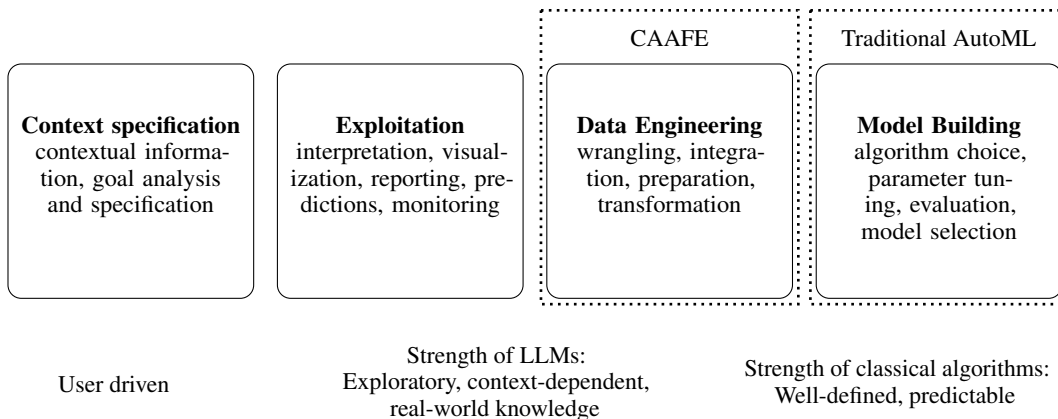 CAAFE
Traditional AutoML
Context specification
contextual informa-
tion, goal analysis
and specification
Exploitation
interpretation, visual-
ization, reporting, pre-
dictions, monitoring
Data Engineering
wrangling, integra-
tion, preparation,
transformation
Model Building
algorithm choice,
parameter tun-
ing, evaluation,
model selection
User driven
Strength of LLMs:
Exploratory, context-dependent,
real-world knowledge
Strength of classical algorithms:
Well-defined, predictable